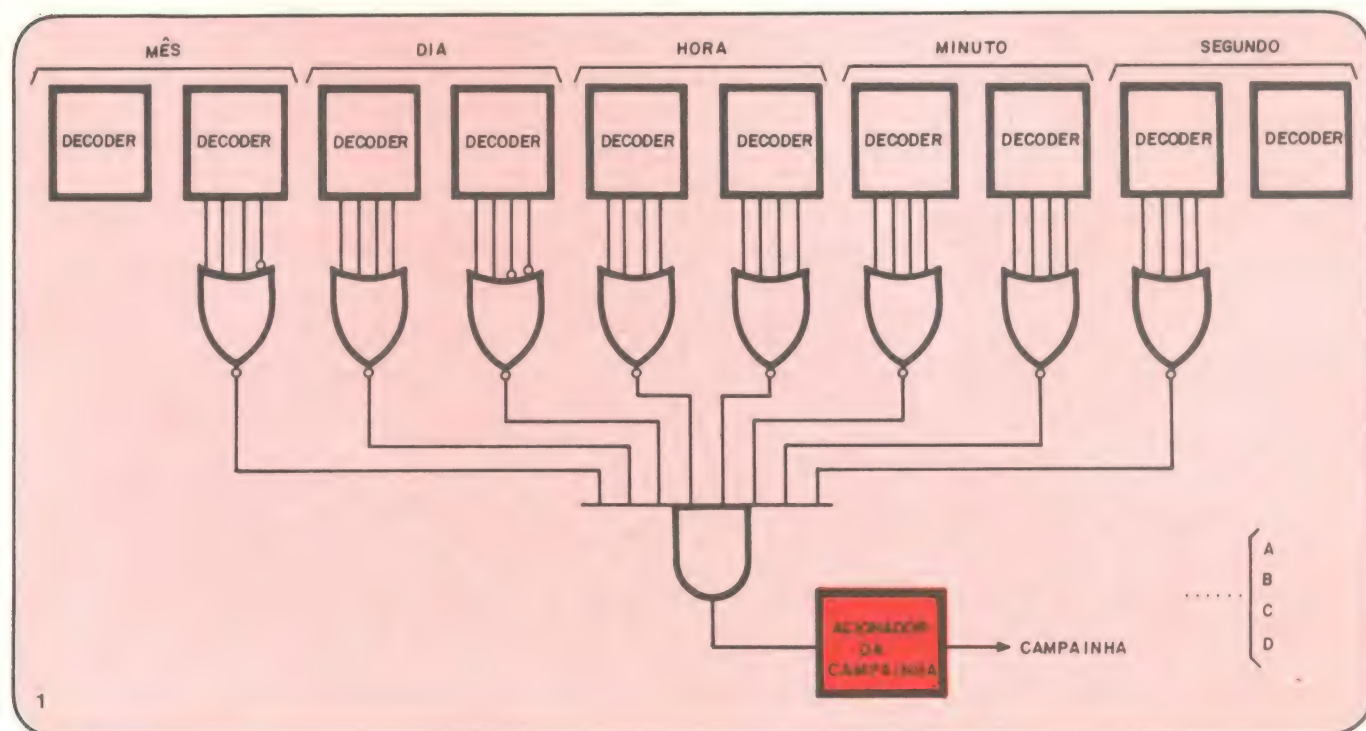 MÊS DIA HORA MINUTO SEGUNDO
DECODER DECODER DECODER DECODER DECODER DECODER DECODER DECODER DECODER DECODER
A
B
C
D
ACIONADOR
DA
CAMPAINHA
CAMPAINHA
1